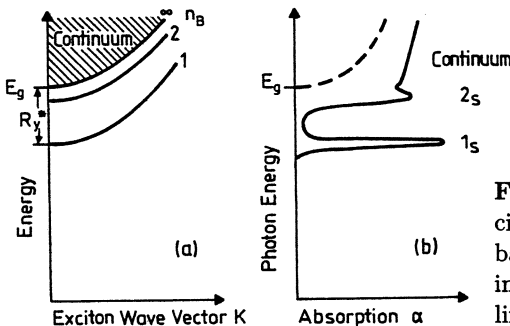 ∞ n_B
Continuum
2
1
E_g
R_y*
Energy
(a)
Exciton Wave Vector K
E_g
Continuum
2s
1s
Photon Energy
(b)
Absorption α
F
ci
ba
in
li